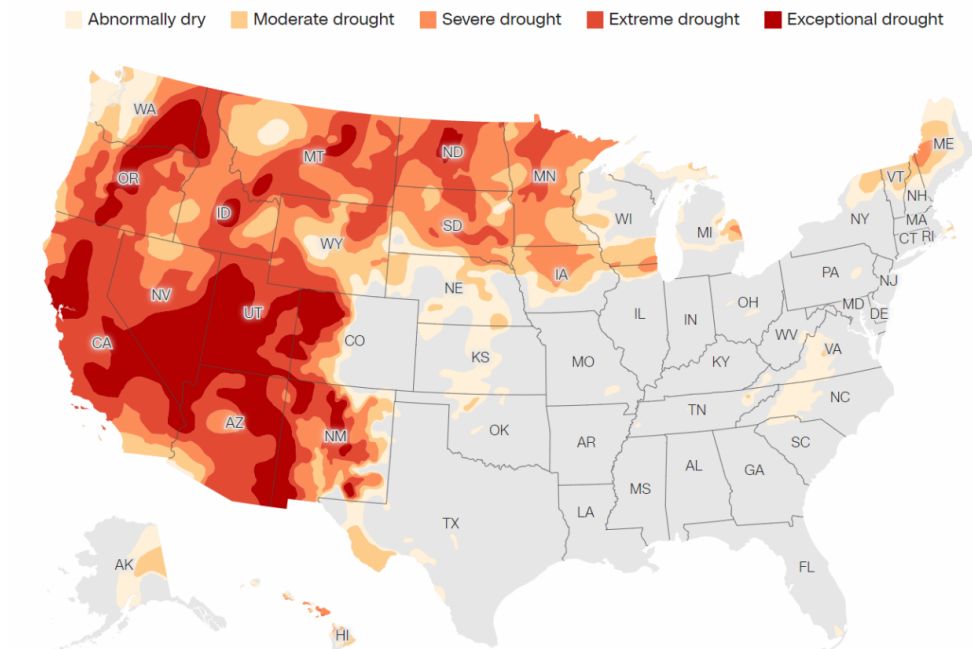 Abnormally dry Moderate drought Severe drought Extreme drought Exceptional drought
WA
ME
MT
ND
VT
OR
MN
NH
ID
SD
WI
NY
MA
MI
CT RI
WY
IA
PA
NJ
NE
NV
OH
MD
UT
IL
IN
DE
CA
CO
WV
VA
KS
MO
KY
NC
AZ
NM
OK
TN
AR
SC
MS
AL
GA
LA
TX
AK
FL
HI